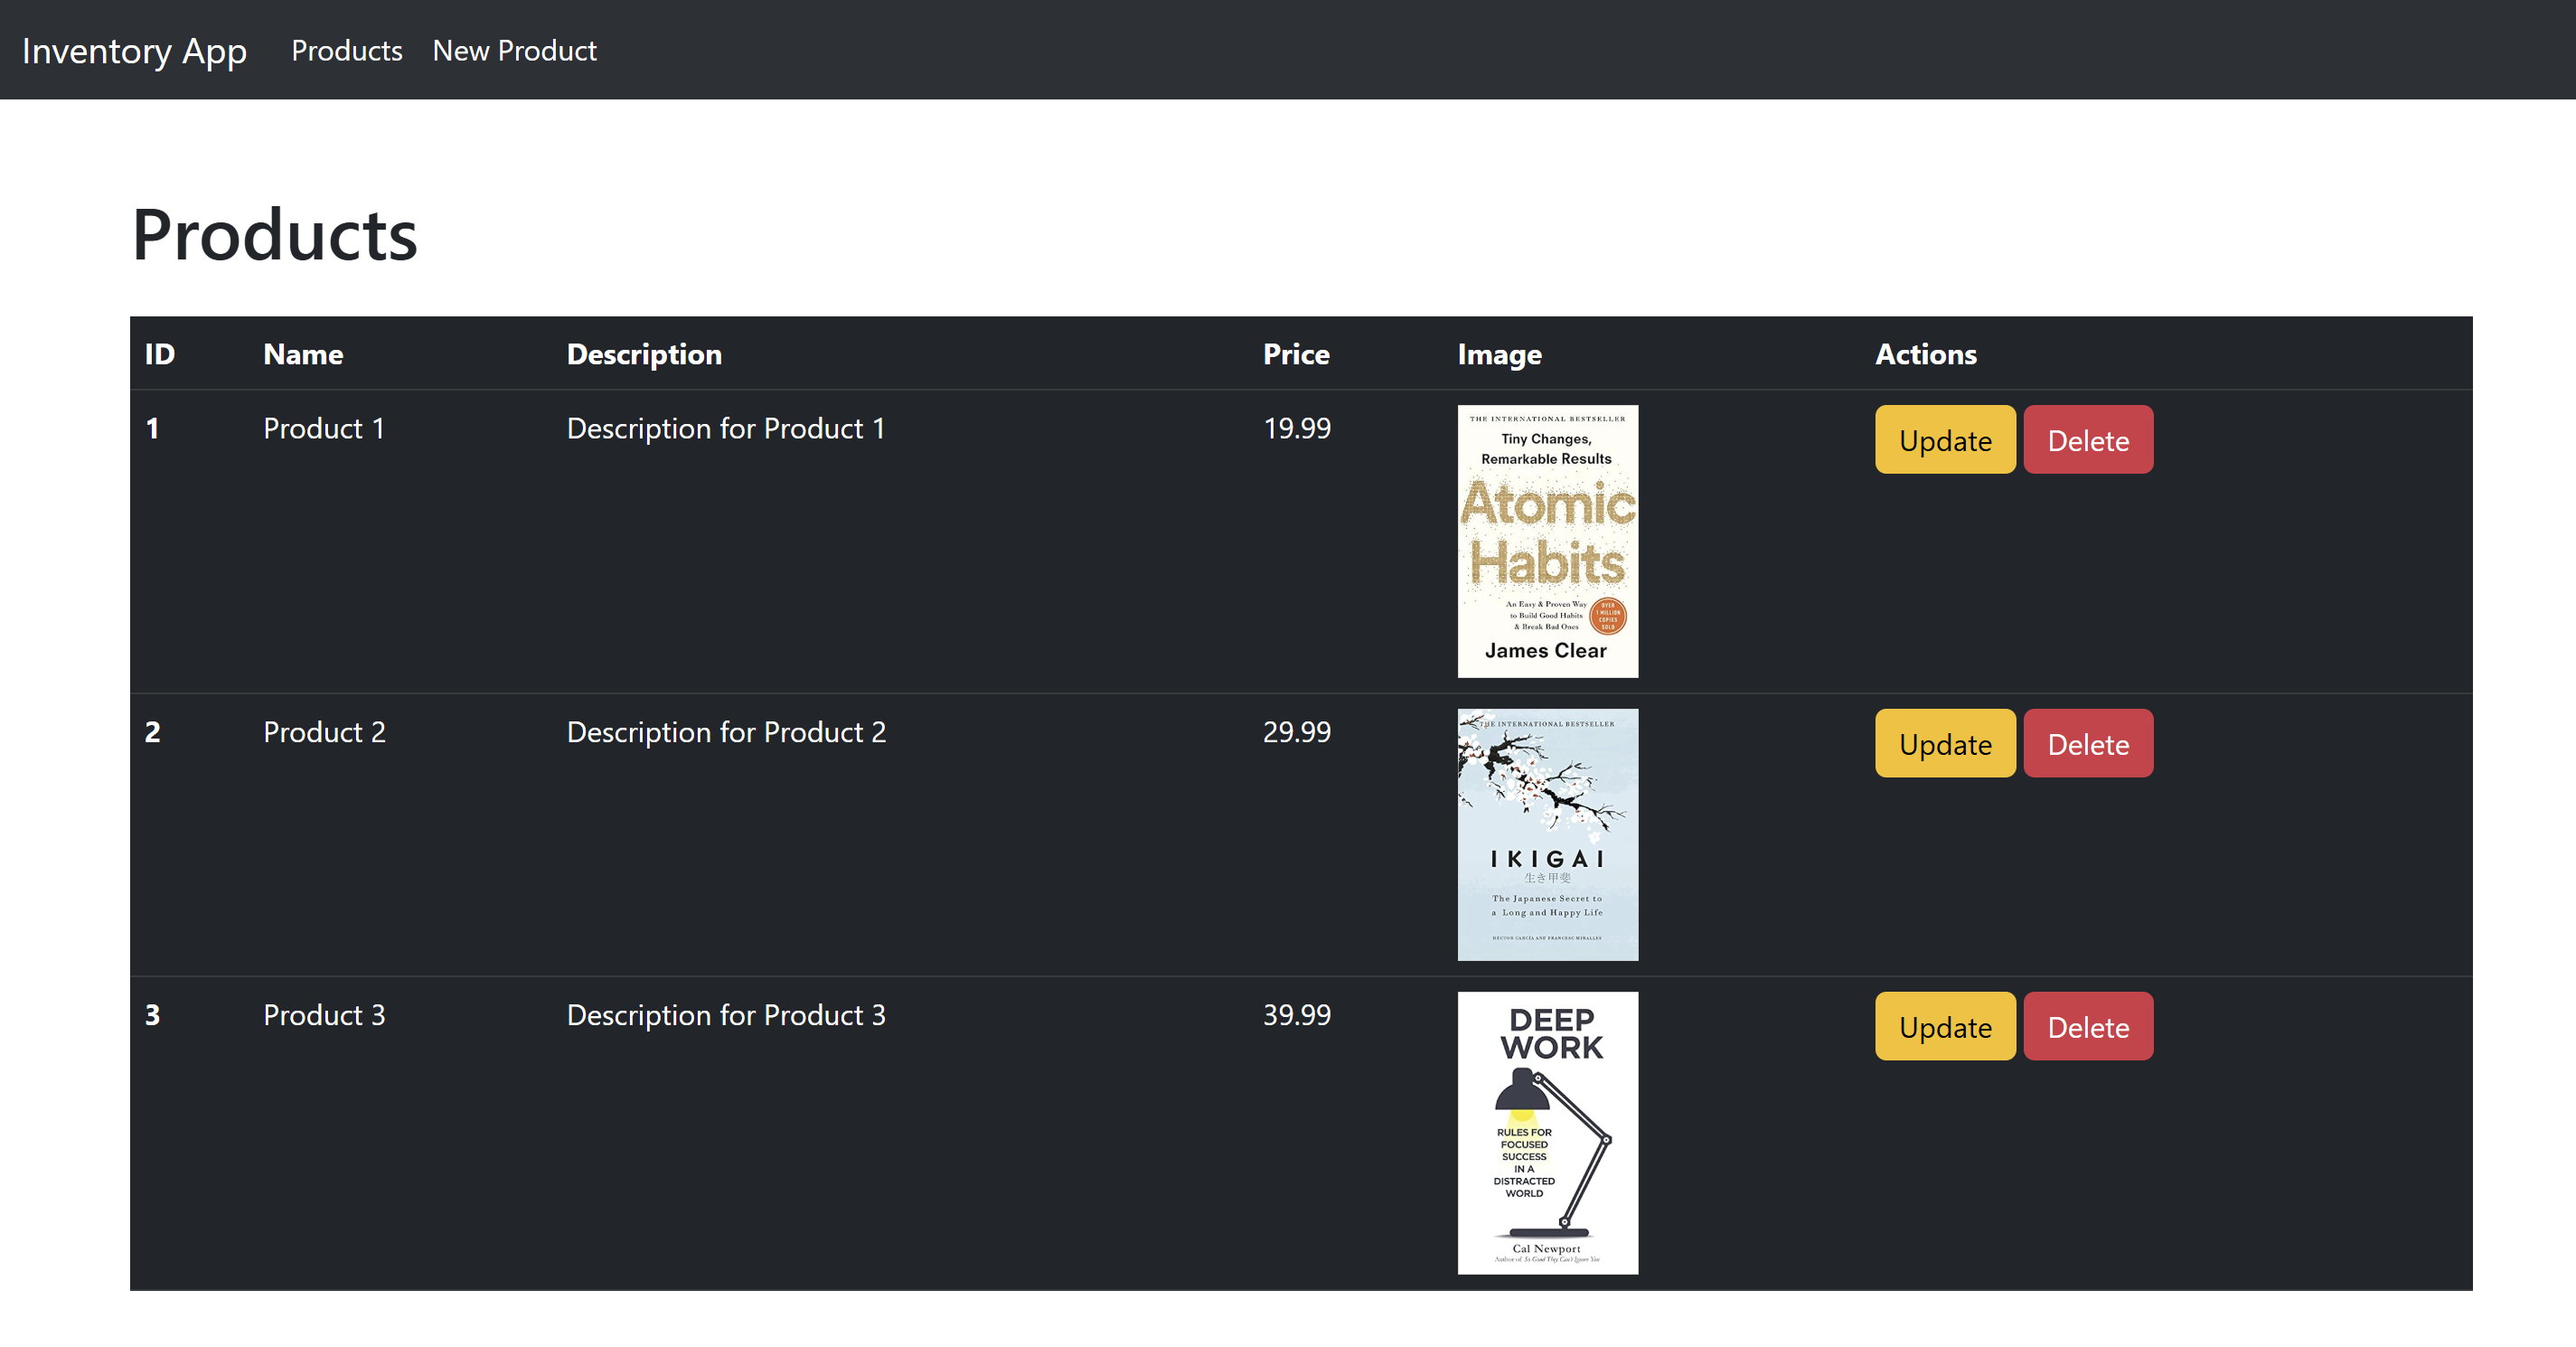 Inventory App Products New Product
Products
ID Name Description Price Image Actions
1 Product 1 Description for Product 1 19.99 Update Delete
THE INTERNATIONAL BESTSELLER
Tiny Changes,
Remarkable Results
Atomic
Habits
An Easy & Proven Way
to Build Good Habits
& Break Bad Ones
OVER
1 MILLION
COPIES
SOLD
James Clear
2 Product 2 Description for Product 2 29.99 Update Delete
THE INTERNATIONAL BESTSELLER
IKIGAI
生き甲斐
The Japanese Secret to
a Long and Happy Life
HÉCTOR GARCÍA AND FRANCESC MIRALLES
3 Product 3 Description for Product 3 39.99 Update Delete
DEEP
WORK
RULES FOR
FOCUSED
SUCCESS
IN A
DISTRACTED
WORLD
Cal Newport
Author of So Good They Can't Ignore You